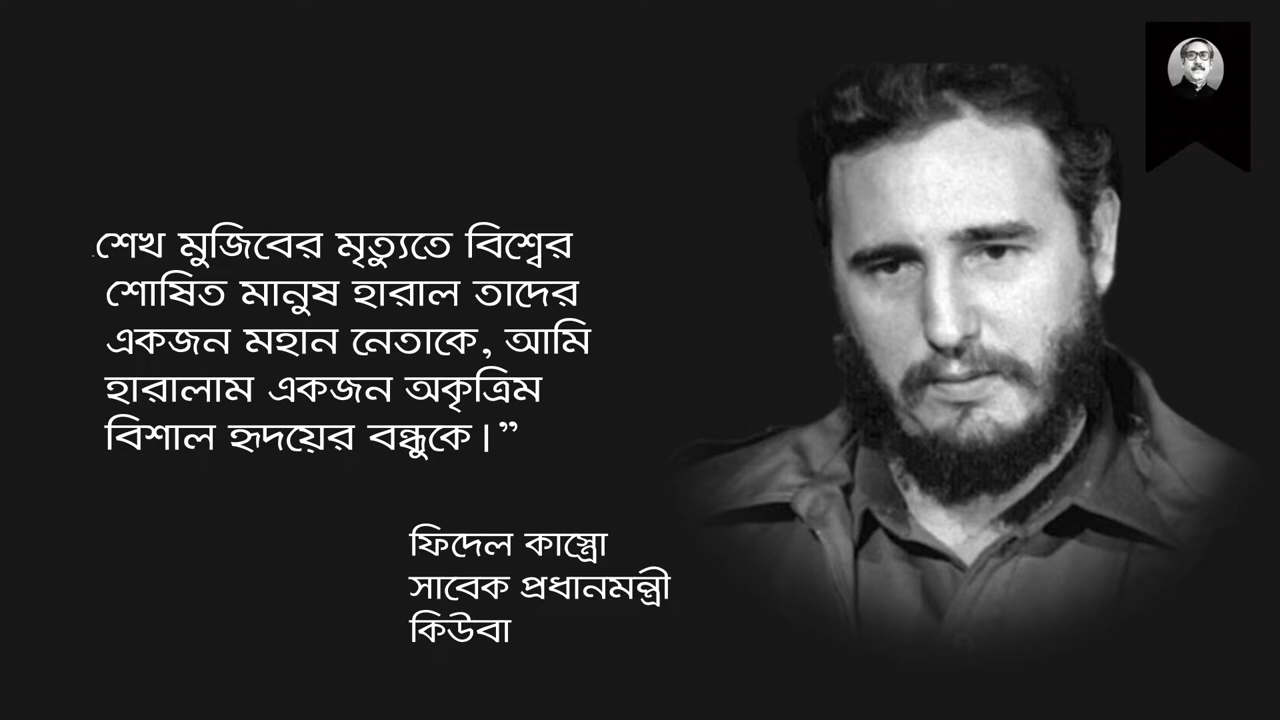 শেখ মুজিবের মৃত্যুতে বিশ্বের
শোষিত মানুষ হারাল তাদের
একজন মহান নেতাকে, আমি
হারালাম একজন অকৃত্রিম
বিশাল হৃদয়ের বন্ধুকে।”
ফিদেল কাস্ত্রো
সাবেক প্রধানমন্ত্রী
কিউবা